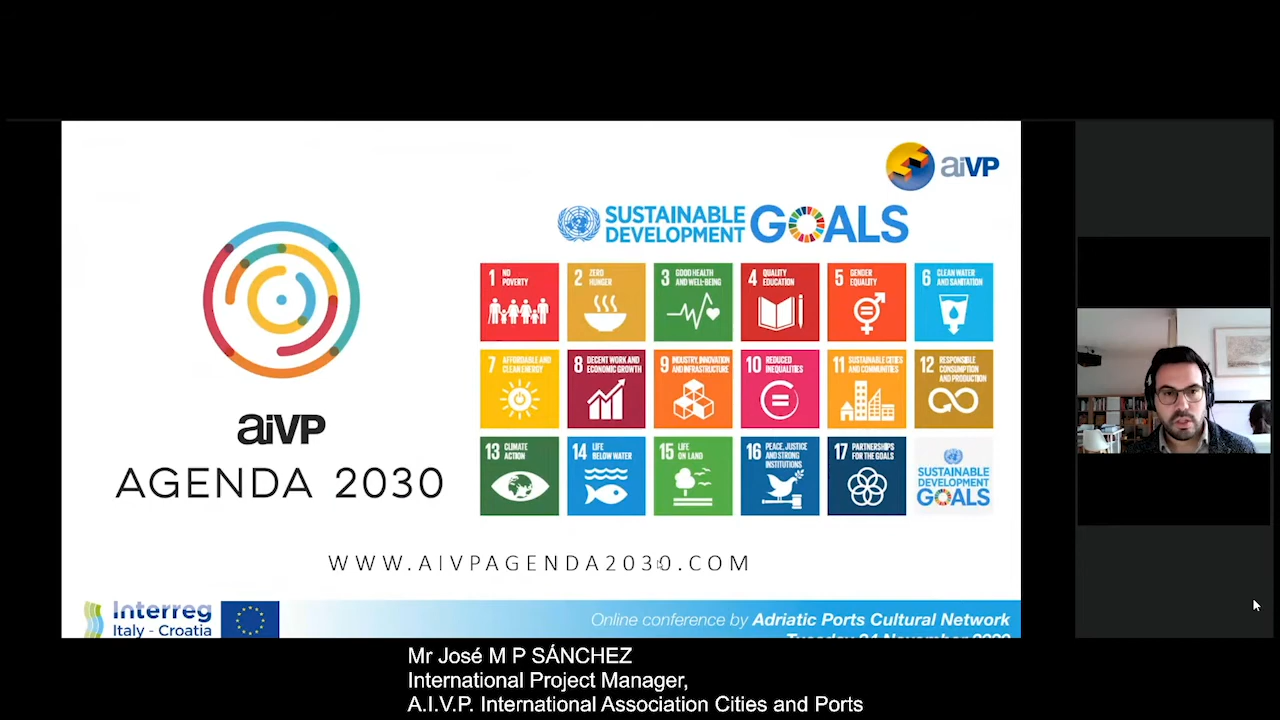 aiVP
SUSTAINABLE
DEVELOPMENT
GOALS
1 NO
POVERTY
2 ZERO
HUNGER
3 GOOD HEALTH
AND WELL-BEING
4 QUALITY
EDUCATION
5 GENDER
EQUALITY
6 CLEAN WATER
AND SANITATION
7 AFFORDABLE AND
CLEAN ENERGY
8 DECENT WORK AND
ECONOMIC GROWTH
9 INDUSTRY, INNOVATION
AND INFRASTRUCTURE
10 REDUCED
INEQUALITIES
11 SUSTAINABLE CITIES
AND COMMUNITIES
12 RESPONSIBLE
CONSUMPTION
AND PRODUCTION
13 CLIMATE
ACTION
14 LIFE
BELOW WATER
15 LIFE
ON LAND
16 PEACE, JUSTICE
AND STRONG
INSTITUTIONS
17 PARTNERSHIPS
FOR THE GOALS
SUSTAINABLE
DEVELOPMENT
GOALS
aiVP
AGENDA 2030
WWW.AIVPAGENDA2030.COM
Interreg
Italy - Croatia
Online conference by Adriatic Ports Cultural Network
Tuesday 24 November 2020
Mr José M P SÁNCHEZ
International Project Manager,
A.I.V.P. International Association Cities and Ports